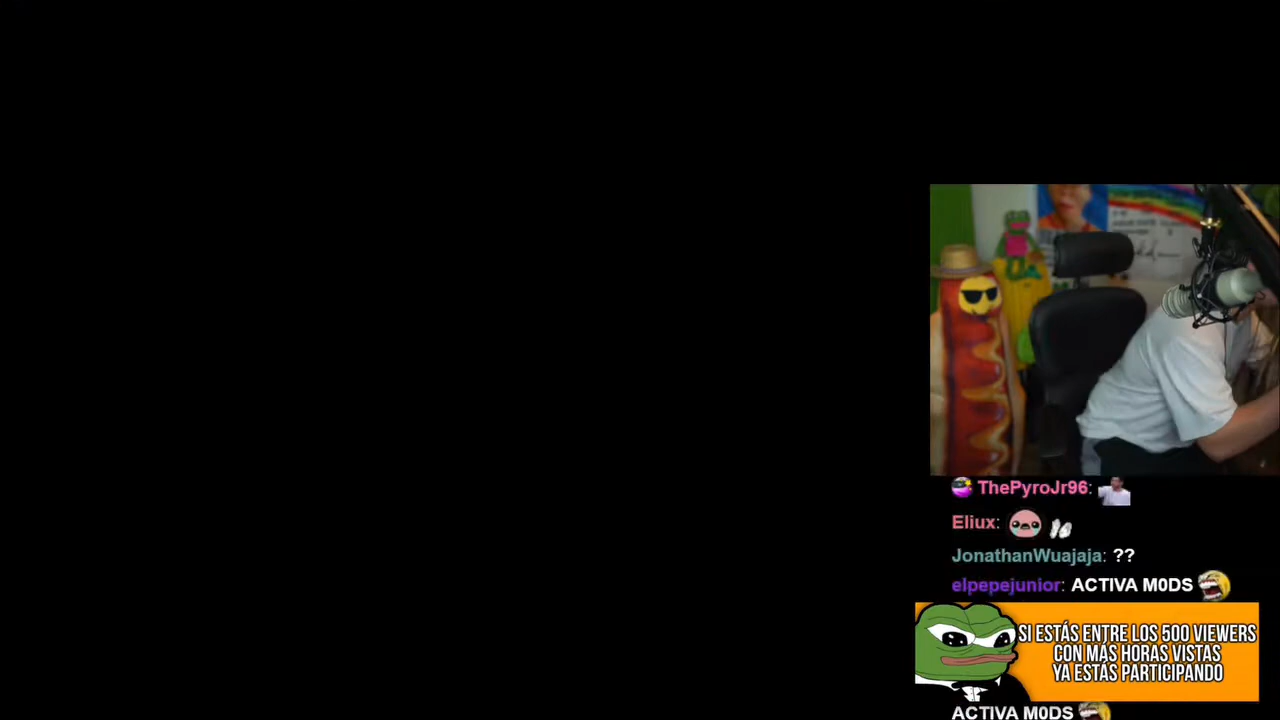 ThePyroJr96:
Eliux:
JonathanWuajaja: ??
elpepejunior: ACTIVA M0DS
SI ESTÁS ENTRE LOS 500 VIEWERS
CON MÁS HORAS VISTAS
YA ESTÁS PARTICIPANDO
ACTIVA M0DS